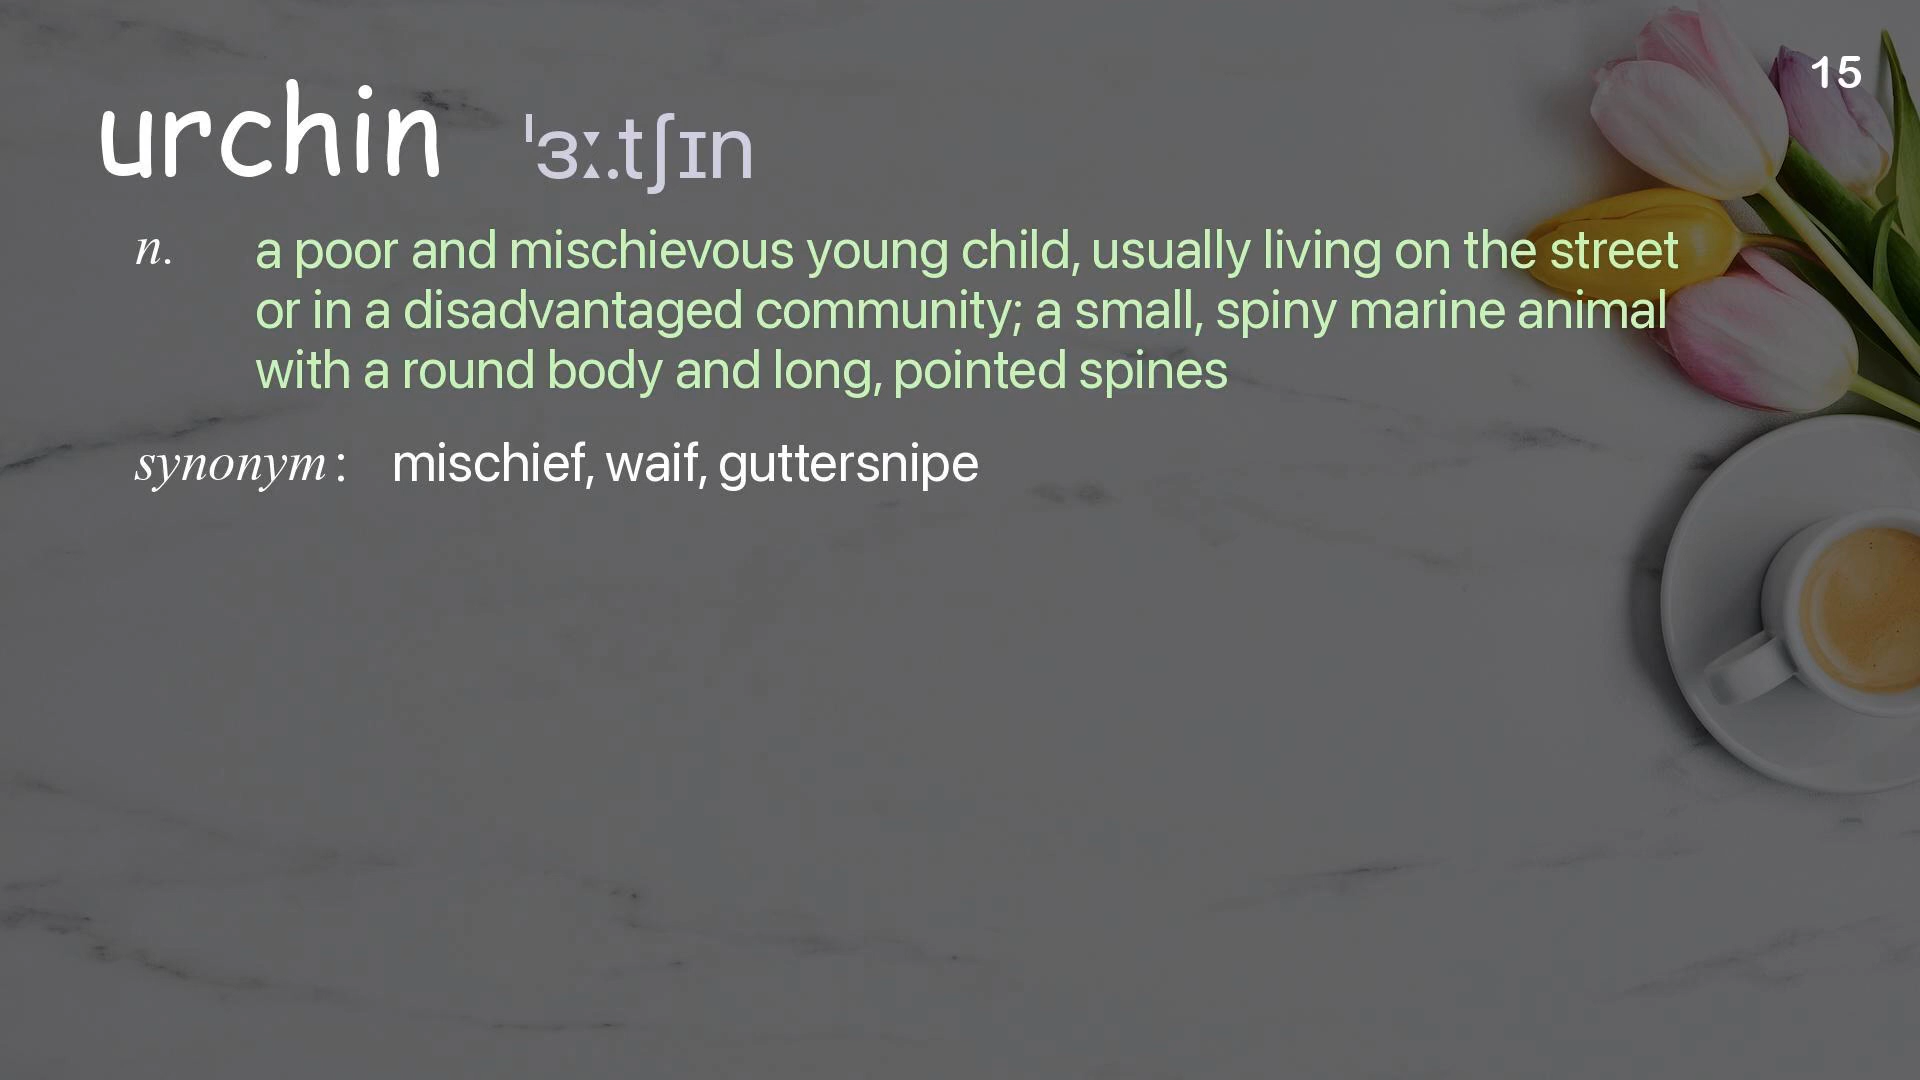 15
urchin ˈɜː.tʃɪn
n. a poor and mischievous young child, usually living on the street
or in a disadvantaged community; a small, spiny marine animal
with a round body and long, pointed spines
synonym : mischief, waif, guttersnipe